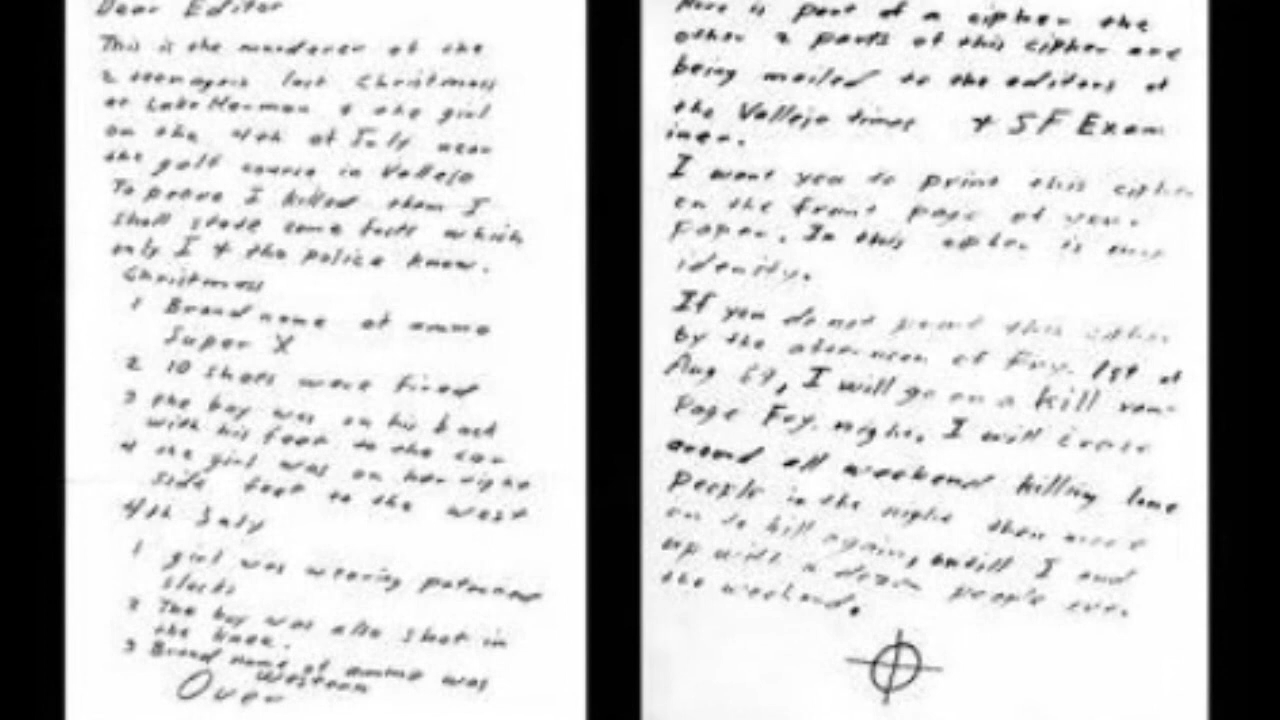 Dear Editor
This is the murderer of the
2 teenagers last Christmass
at Lake Herman & the girl
on the 4th of July near
the golf course in Vallejo
To prove I killed them I
shall state some facts which
only I & the police know.
Christmass
1 Brand name of ammo
Super X
2 10 shots were fired
3 the boy was on his back
with his feet to the car
4 the girl was on her right
side feet to the west
4th July
1 girl was wearing paterned
slacks
2 The boy was also shot in
the knee.
3 Brand name of ammo was
Western
Over
Here is part of a cipher the
other 2 parts of this cipher are
being mailed to the editors of
the Vallejo times & SF Exam
iner.
I want you to print this cipher
on the front page of your
paper. In this cipher is my
identity.
If you do not print this cipher
by the afternoon of Fry. 1st of
Aug 69, I will go on a kill ram-
Page Fry. night. I will cruse
around all weekend killing lone
people in the night then move
on to kill again, untill I end
up with a dozen people over
the weekend.